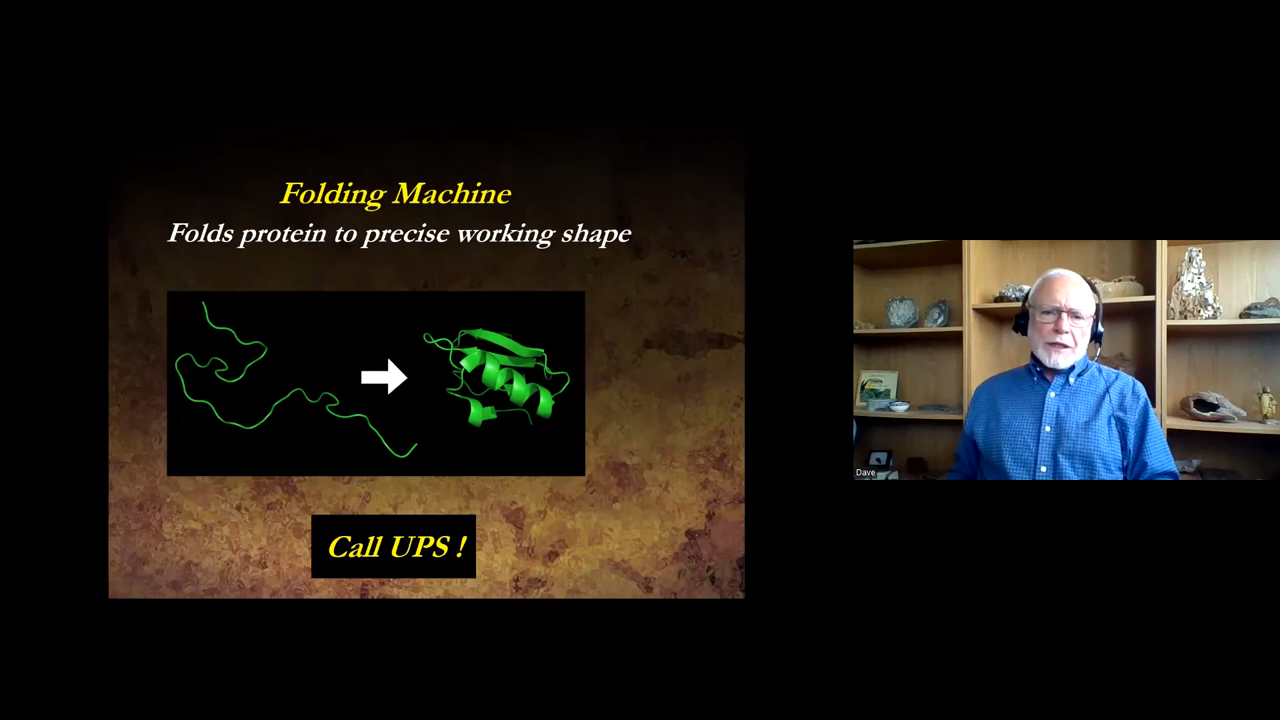 Folding Machine
Folds protein to precise working shape
Call UPS !
Dave